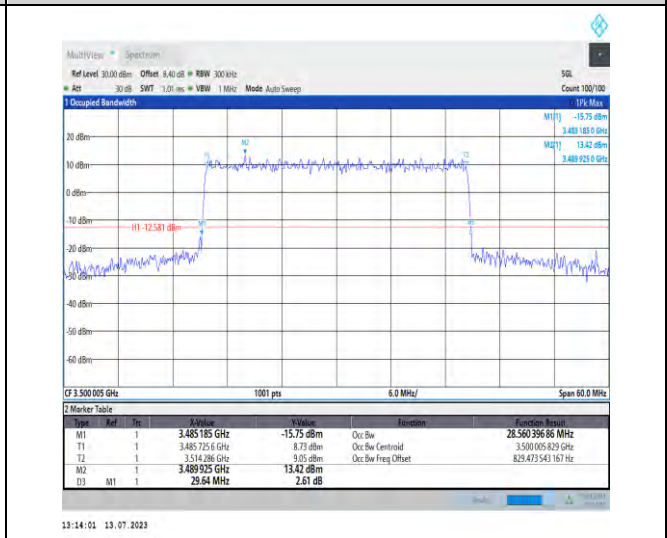 MultiView Spectrum
Ref Level 30.00 dBm Offset 8.40 dB RBW 300 kHz SGL
Att 30 dB SWT 1.01 ms VBW 1 MHz Mode Auto Sweep Count 100/100
1 Occupied Bandwidth 1Pk Max
M1[1] -15.75 dBm
3.485 185 0 GHz
M2[1] 13.42 dBm
3.489 925 0 GHz
20 dBm
M2
T1 T2
10 dBm
0 dBm
-10 dBm
H1 -12.581 dBm
M1
-20 dBm
-30 dBm
-40 dBm
-50 dBm
-60 dBm
CF 3.500 005 GHz 1001 pts 6.0 MHz/ Span 60.0 MHz
2 Marker Table
Type Ref Trc X-Value Y-Value Function Function Result
M1 1 3.485 185 GHz -15.75 dBm Occ Bw 28.560 396 86 MHz
T1 1 3.485 725 6 GHz 8.73 dBm Occ Bw Centroid 3.500 005 829 GHz
T2 1 3.514 286 GHz 9.05 dBm Occ Bw Freq Offset 829.473 543 167 Hz
M2 1 3.489 925 GHz 13.42 dBm
D3 M1 1 29.64 MHz 2.61 dB
13:14:01 13.07.2023